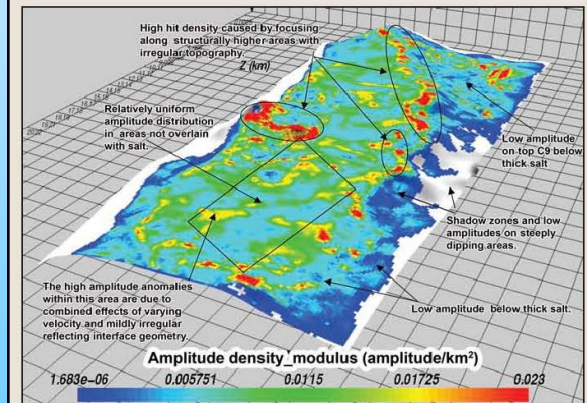 High hit density caused by focusing
along structurally higher areas with
irregular topography.
Z (km)
Relatively uniform
amplitude distribution
in areas not overlain
with salt.
Low amplitude
on top C9 below
thick salt
Shadow zones and low
amplitudes on steeply
dipping areas.
The high amplitude anomalies
within this area are due to
combined effects of varying
velocity and mildly irregular
reflecting interface geometry.
Low amplitude below thick salt.
Amplitude density_modulus (amplitude/km²)
1.683e-06 0.005751 0.0115 0.01725 0.023